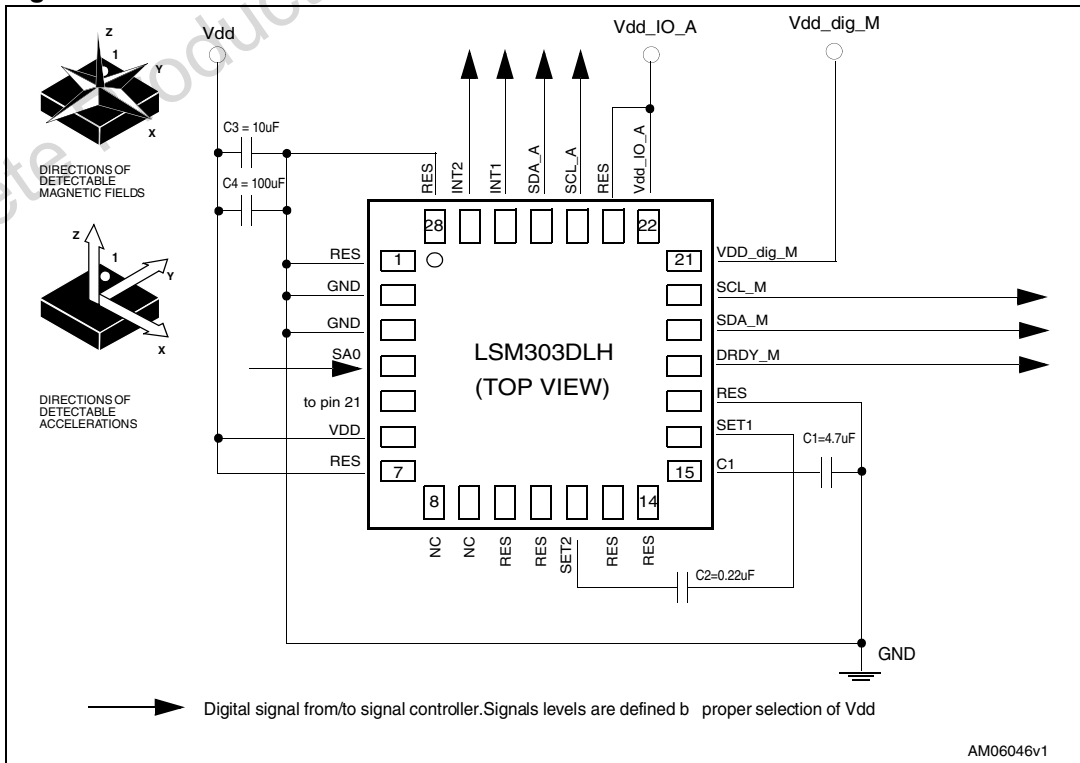 Vdd
Vdd_IO_A
Vdd_dig_M
Z
1
Y
X
DIRECTIONS OF
DETECTABLE
MAGNETIC FIELDS
C3 = 10uF
C4 = 100uF
RES
INT2
INT1
SDA_A
SCL_A
RES
Vdd_IO_A
28
22
Z
1
Y
X
DIRECTIONS OF
DETECTABLE
ACCELERATIONS
RES
GND
GND
SA0
to pin 21
VDD
RES
1
7
LSM303DLH
(TOP VIEW)
21
15
VDD_dig_M
SCL_M
SDA_M
DRDY_M
RES
SET1
C1
C1=4.7uF
8
14
NC
NC
RES
RES
SET2
RES
RES
C2=0.22uF
GND
Digital signal from/to signal controller.Signals levels are defined b proper selection of Vdd
AM06046v1